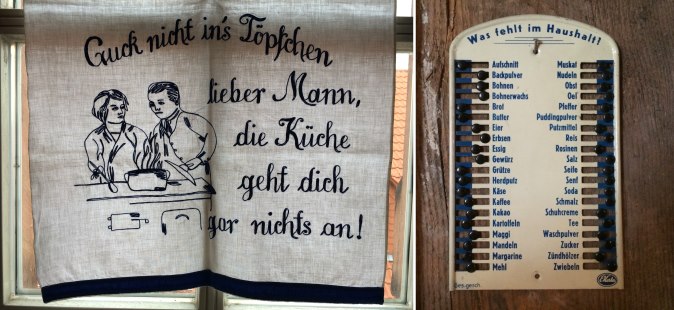 Guck nicht in's Töpfchen
lieber Mann,
die Küche
geht dich
gar nichts an!
Was fehlt im Haushalt?
Aufschnitt Muskat
Backpulver Nudeln
Bohnen Obst
Bohnerwachs Oel
Brot Pfeffer
Butter Puddingpulver
Eier Putzmittel
Erbsen Reis
Essig Rosinen
Gewürz Salz
Grütze Seife
Herdputz Senf
Käse Soda
Kaffee Schmalz
Kakao Schuhcreme
Kartoffeln Tee
Maggi Waschpulver
Mandeln Zucker
Margarine Zündhölzer
Mehl Zwiebeln
ges.gesch.